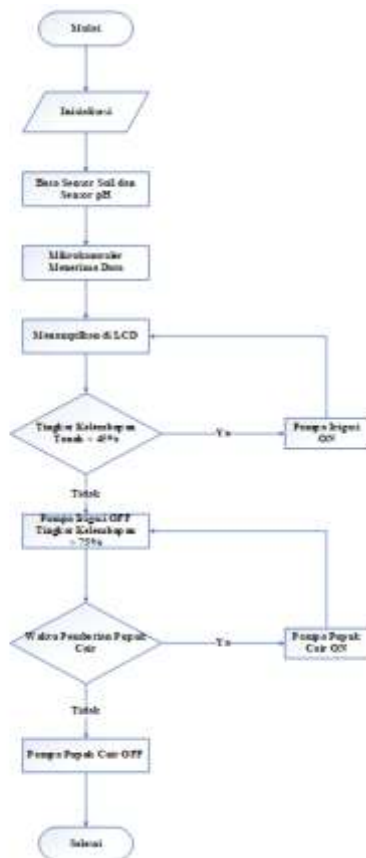 Mulai
Inisialisasi
Baca Sensor Soil dan
Sensor pH
Mikrokontroler
Menerima Data
Menampilkan di LCD
Tingkat Kelembapan
Tanah 45%
Ya
Pompa Irigasi
ON
Tidak
Pompa Irigasi OFF
Tingkat Kelembapan
75%
Waktu Pemberian Pupuk
Cair
Ya
Pompa Pupuk
Cair ON
Tidak
Pompa Pupuk Cair OFF
Selesai